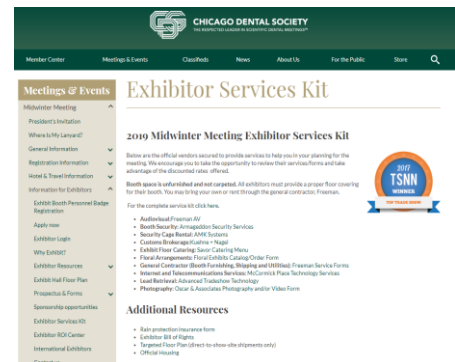 CHICAGO DENTAL SOCIETY
THE RESPECTED LEADER IN SCIENTIFIC DENTAL MEETINGS
Member Center Meetings & Events Classifieds News About Us For the Public Store
Meetings & Events
Midwinter Meeting
President's Invitation
Where Is My Lanyard?
General Information
Registration Information
Hotel & Travel Information
Information for Exhibitors
Exhibit Booth Personnel Badge
Registration
Apply now
Exhibitor Login
Why Exhibit?
Exhibitor Resources
Exhibit Hall Floor Plan
Prospectus & Forms
Sponsorship opportunities
Exhibitor Services Kit
Exhibitor ROI Center
International Exhibitors
Exhibitor Services Kit
2019 Midwinter Meeting Exhibitor Services Kit
Below are the official vendors secured to provide services to help you in your planning for the
meeting. We encourage you to take the opportunity to review their services/forms and take
advantage of the discounted rates offered.
Booth space is unfurnished and not carpeted. All exhibitors must provide a proper floor covering
for their booth. You may bring your own or rent through the general contractor, Freeman.
For the complete service kit click here.
Audiovisual: Freeman AV
Booth Security: Armageddon Security Services
Security Cage Rental: AMK Systems
Customs Brokerage: Kuehne + Nagel
Exhibit Floor Catering: Savor Catering Menu
Floral Arrangements: Floral Exhibits Catalog/Order Form
General Contractor (Booth Furnishing, Shipping and Utilities): Freeman Service Forms
Internet and Telecommunications Services: McCormick Place Technology Services
Lead Retrieval: Advanced Tradeshow Technology
Photography: Oscar & Associates Photography and/or Video Form
2017
TSNN
WINNER
TOP TRADE SHOW
Additional Resources
Rain protection insurance form
Exhibitor Bill of Rights
Targeted Floor Plan (direct-to-show-site shipments only)
Official Housing